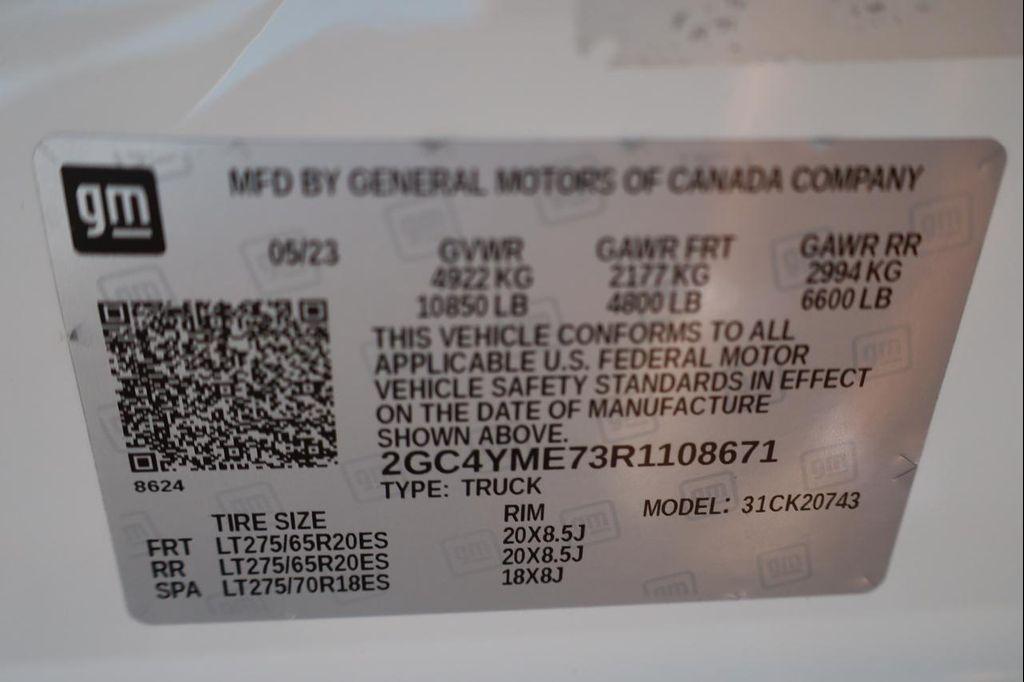 gm
MFD BY GENERAL MOTORS OF CANADA COMPANY
05/23 GVWR GAWR FRT GAWR RR
4922 KG 2177 KG 2994 KG
10850 LB 4800 LB 6600 LB
THIS VEHICLE CONFORMS TO ALL
APPLICABLE U.S. FEDERAL MOTOR
VEHICLE SAFETY STANDARDS IN EFFECT
ON THE DATE OF MANUFACTURE
SHOWN ABOVE.
2GC4YME73R1108671
8624
TYPE: TRUCK
MODEL: 31CK20743
TIRE SIZE RIM
FRT LT275/65R20ES 20X8.5J
RR LT275/65R20ES 20X8.5J
SPA LT275/70R18ES 18X8J